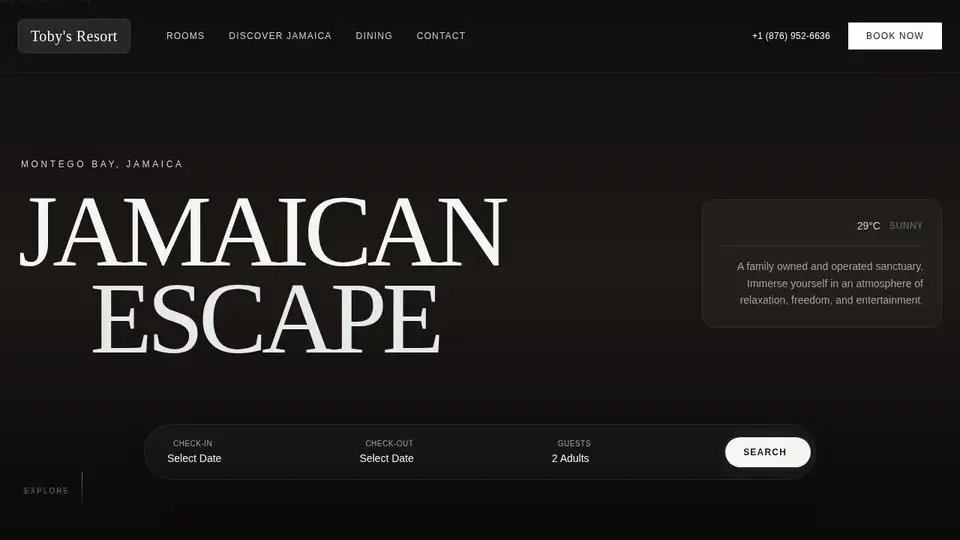 Toby's Resort
ROOMS
DISCOVER JAMAICA
DINING
CONTACT
+1 (876) 952-6636
BOOK NOW
MONTEGO BAY, JAMAICA
JAMAICAN
ESCAPE
29°C SUNNY
A family owned and operated sanctuary.
Immerse yourself in an atmosphere of
relaxation, freedom, and entertainment.
CHECK-IN
Select Date
CHECK-OUT
Select Date
GUESTS
2 Adults
SEARCH
EXPLORE